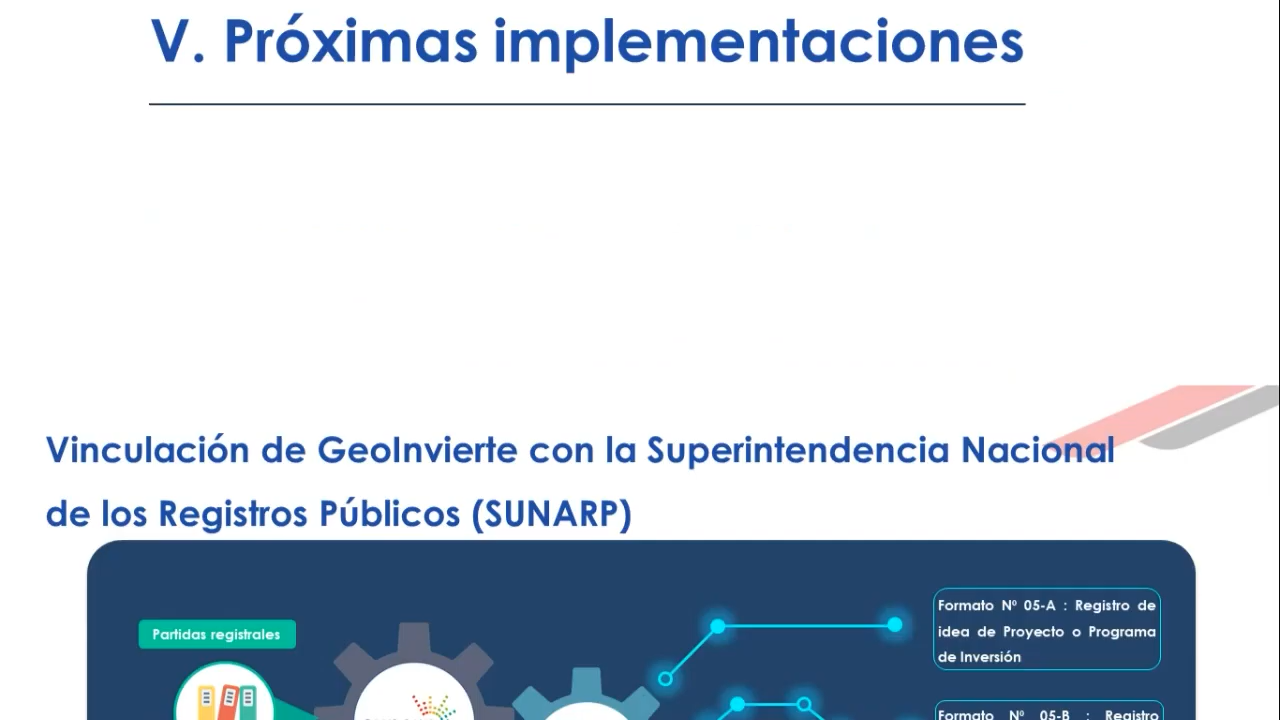 V. Próximas implementaciones
Vinculación de GeoInvierte con la Superintendencia Nacional
de los Registros Públicos (SUNARP)
Partidas registrales
Formato Nº 05-A : Registro de
idea de Proyecto o Programa
de Inversión
Formato Nº 05-B : Registro